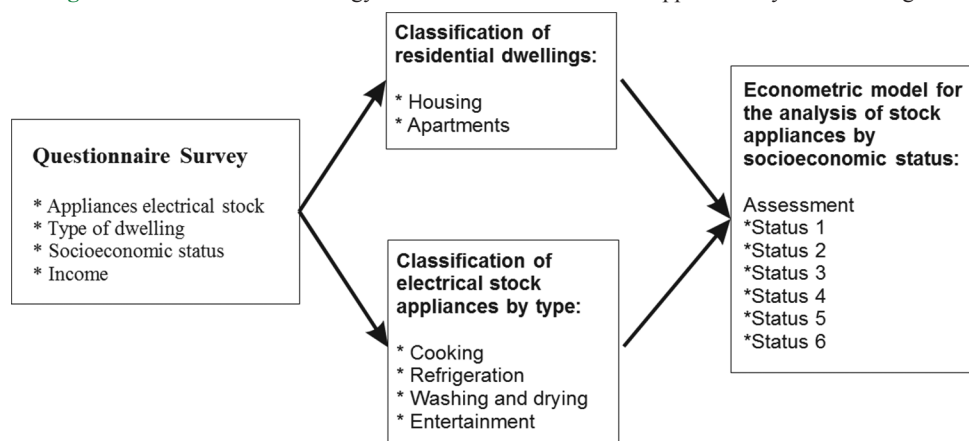 Classification of
residential dwellings:
* Housing
* Apartments
Questionnaire Survey
* Appliances electrical stock
* Type of dwelling
* Socioeconomic status
* Income
Classification of
electrical stock
appliances by type:
* Cooking
* Refrigeration
* Washing and drying
* Entertainment
Econometric model for
the analysis of stock
appliances by
socioeconomic status:
Assessment
*Status 1
*Status 2
*Status 3
*Status 4
*Status 5
*Status 6